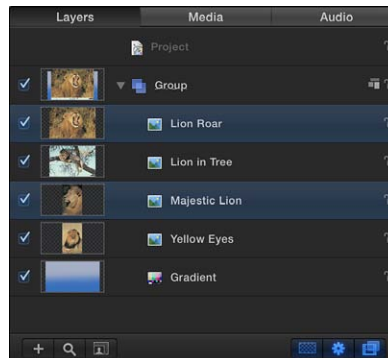 Layers Media Audio
Project
Group
Lion Roar
Lion in Tree
Majestic Lion
Yellow Eyes
Gradient